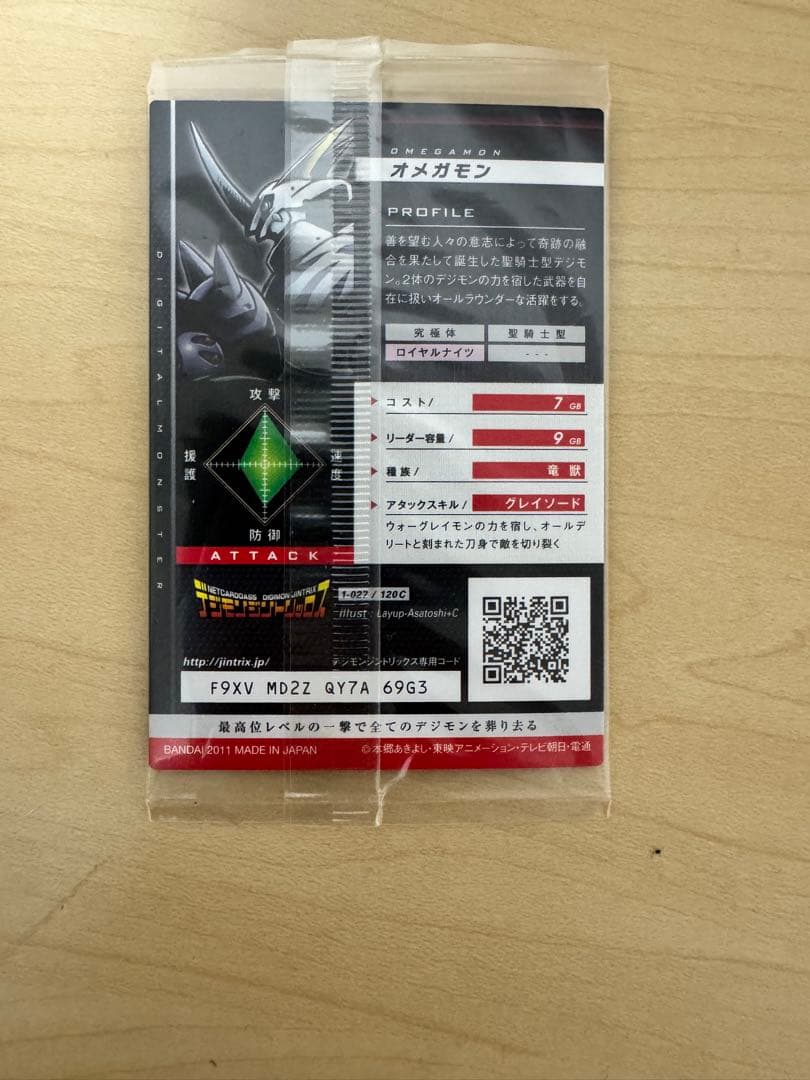 OMEGAMON
オメガモン
PROFILE
善を望む人々の意志によって奇跡の融
合を果たして誕生した聖騎士型デジモ
ン。2体のデジモンの力を宿した武器を自
在に扱いオールラウンダーな活躍をする。
究極体 聖騎士型
ロイヤルナイツ ---
DIGITALMONSTER
攻撃
援護
速度
防御
ATTACK
コスト/ 7 GB
リーダー容量/ 9 GB
種族/ 竜獣
アタックスキル/ グレイソード
ウォーグレイモンの力を宿し、オールデ
リートと刻まれた刀身で敵を切り裂く
NETCARDDASS DIGIMON JINTRIX
デジモンジントリックス
1-027/120C
illust : Layup-Asatoshi+C
http://jintrix.jp/
デジモンジントリックス専用コード
F9XV MD2Z QY7A 69G3
最高位レベルの一撃で全てのデジモンを葬り去る
BANDAI 2011 MADE IN JAPAN
©本郷あきよし・東映アニメーション・テレビ朝日・電通